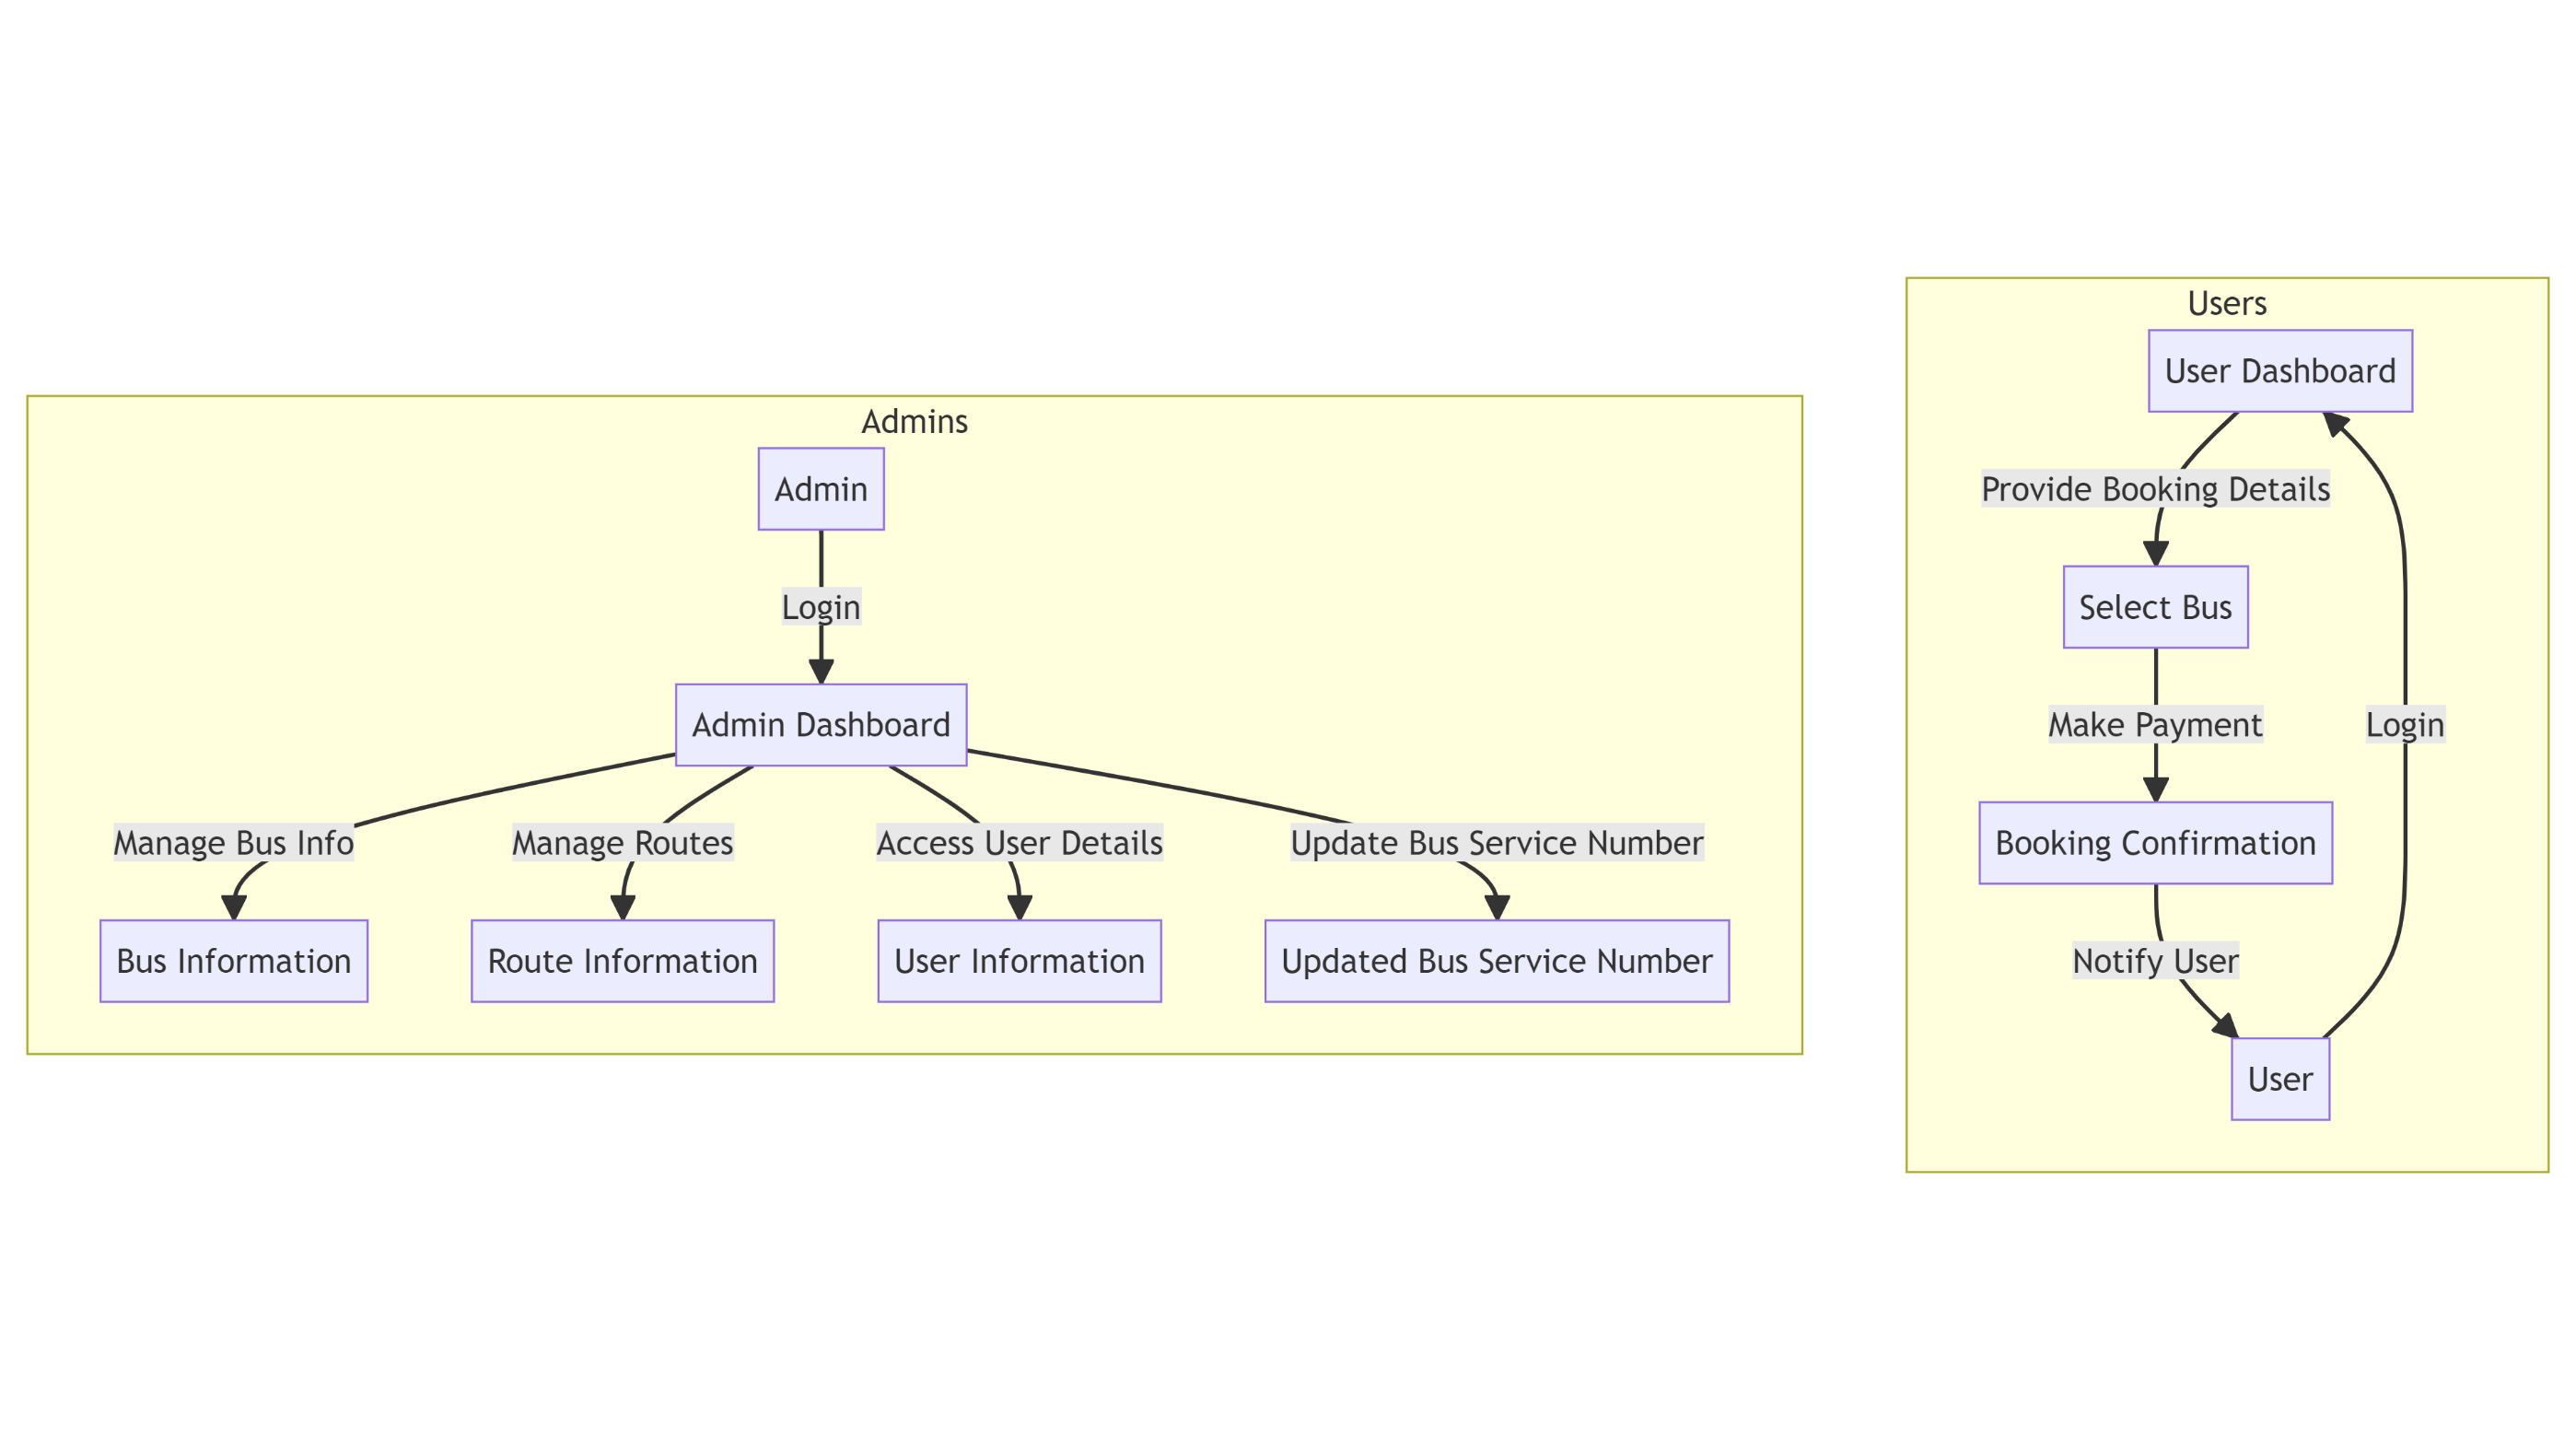 Admins
Admin
Login
Admin Dashboard
Manage Bus Info
Manage Routes
Access User Details
Update Bus Service Number
Bus Information
Route Information
User Information
Updated Bus Service Number
Users
User Dashboard
Provide Booking Details
Select Bus
Make Payment
Login
Booking Confirmation
Notify User
User